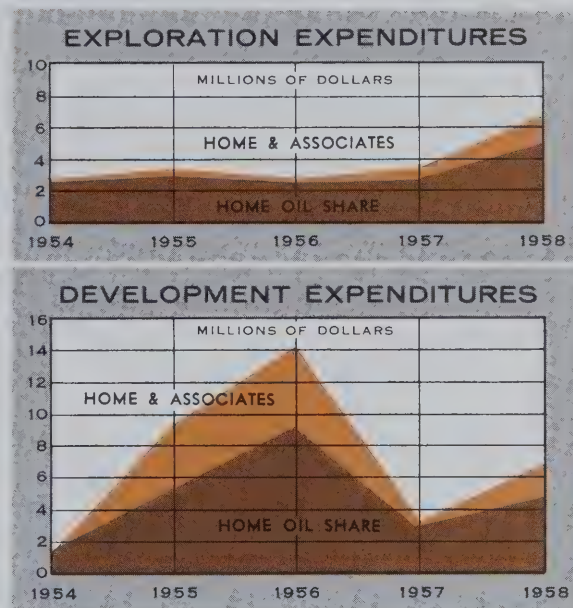 EXPLORATION EXPENDITURES
10
MILLIONS OF DOLLARS
8
6
HOME & ASSOCIATES
4
2
HOME OIL SHARE
0
1954 1955 1956 1957 1958
DEVELOPMENT EXPENDITURES
16
MILLIONS OF DOLLARS
14
12
HOME & ASSOCIATES
10
8
6
4
HOME OIL SHARE
2
0
1954 1955 1956 1957 1958